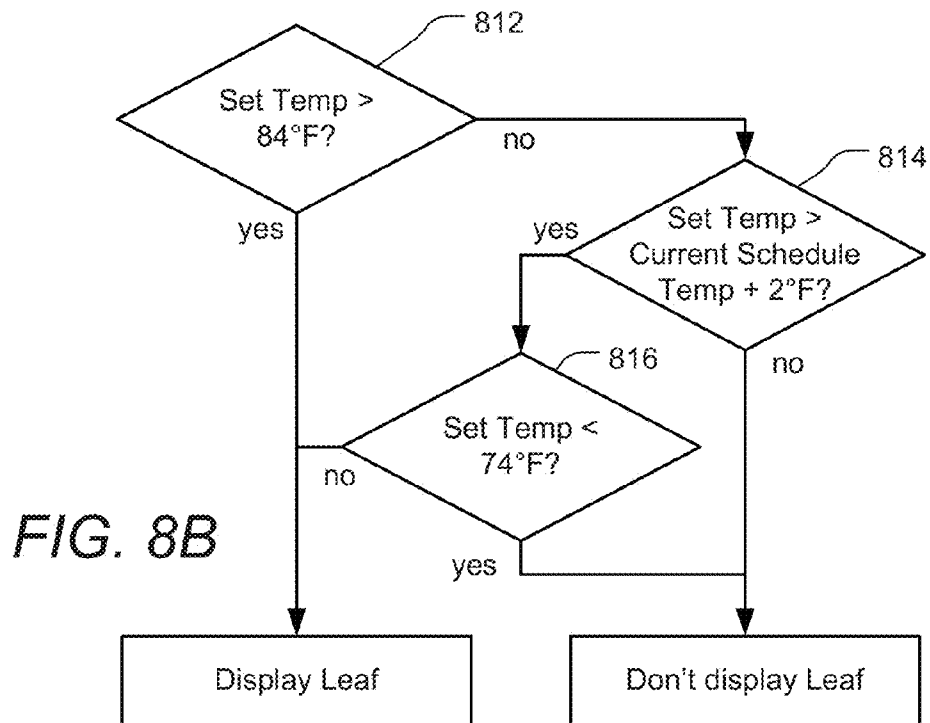 812
Set Temp >
84°F?
no
yes
814
Set Temp >
Current Schedule
Temp + 2°F?
yes
no
816
Set Temp <
74°F?
no
yes
FIG. 8B
Display Leaf
Don't display Leaf